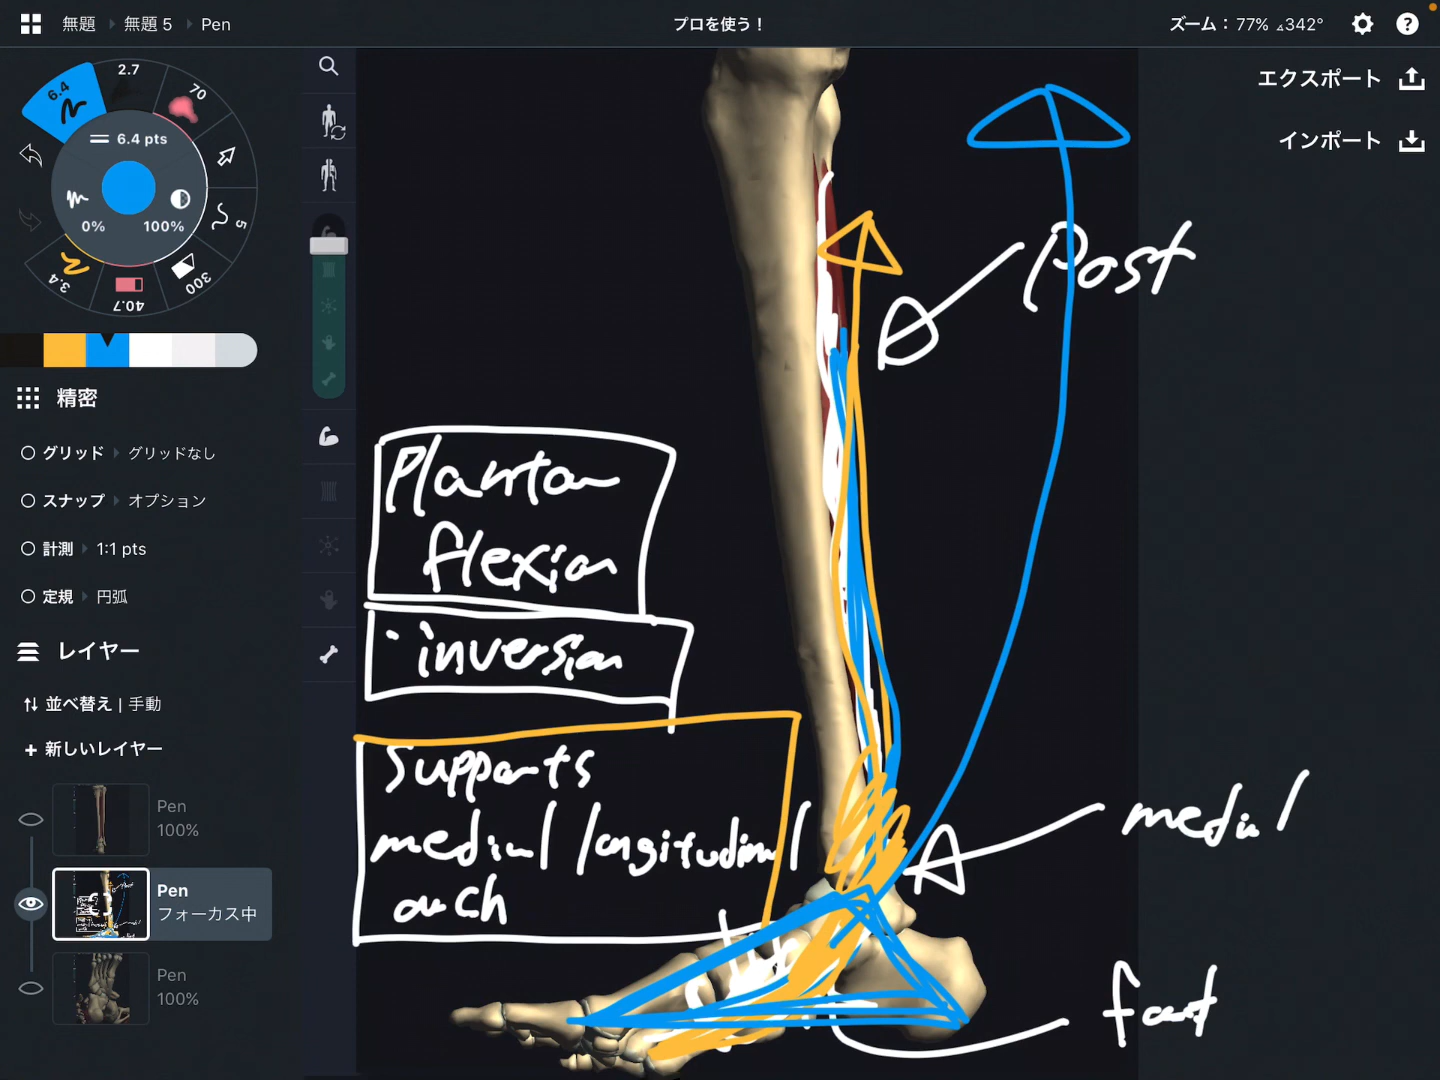 無題 無題 5 Pen
プロを使う!
ズーム: 77% ⊿342°
エクスポート
インポート
6.4
2.7
70
6.4 pts
0% 100%
5
3.4
40.7
300
精密
グリッド グリッドなし
スナップ オプション
計測 1:1 pts
定規 円弧
レイヤー
並べ替え | 手動
+ 新しいレイヤー
Pen
100%
Pen
フォーカス中
Pen
100%
Post
Plantar
flexion
・inversion
Supports
medial longitudinal
arch
medial
foot